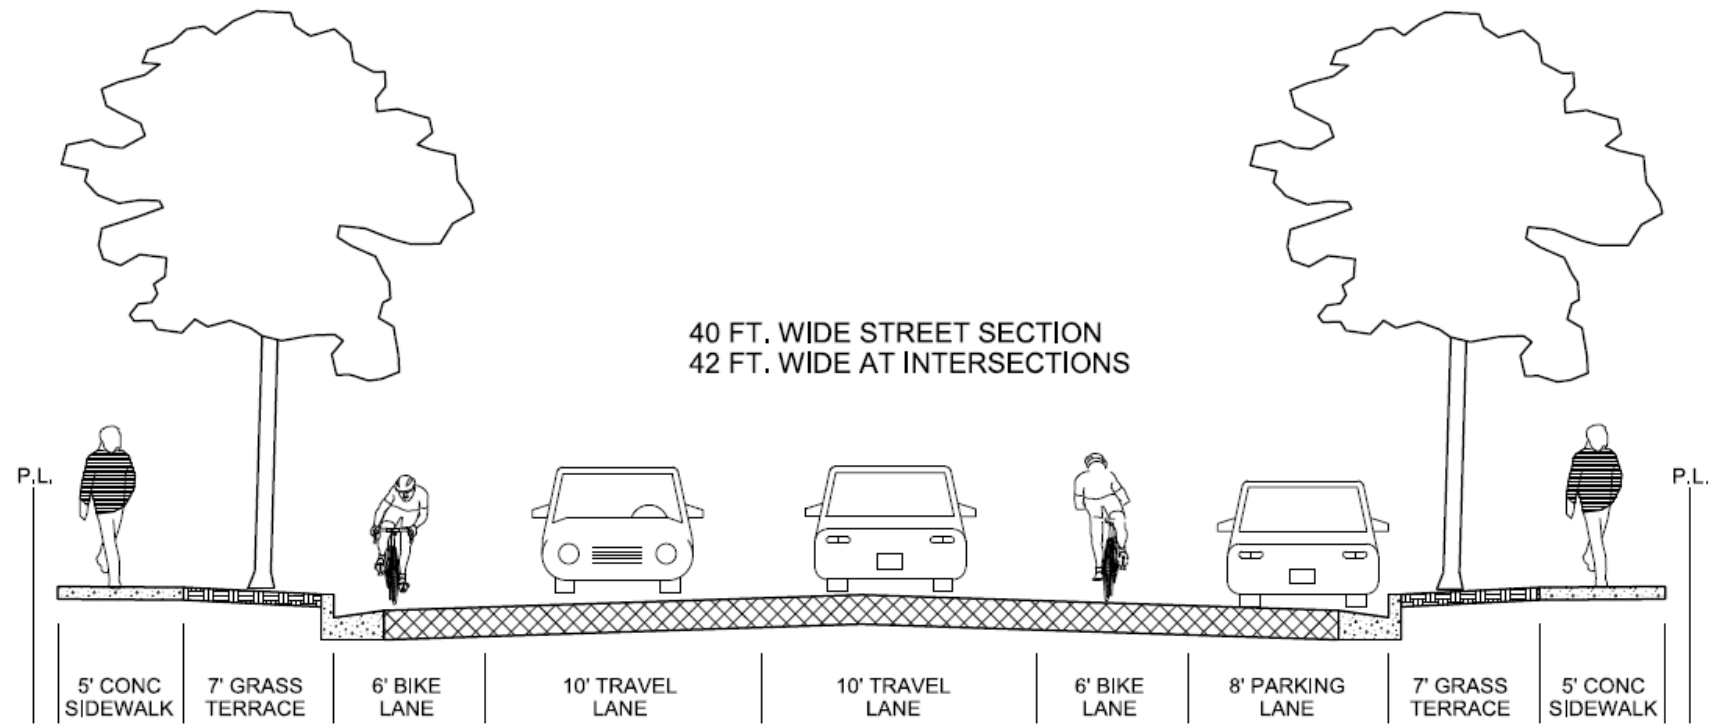 40 FT. WIDE STREET SECTION
42 FT. WIDE AT INTERSECTIONS
P.L.
P.L.
5' CONC
SIDEWALK
7' GRASS
TERRACE
6' BIKE
LANE
10' TRAVEL
LANE
10' TRAVEL
LANE
6' BIKE
LANE
8' PARKING
LANE
7' GRASS
TERRACE
5' CONC
SIDEWALK